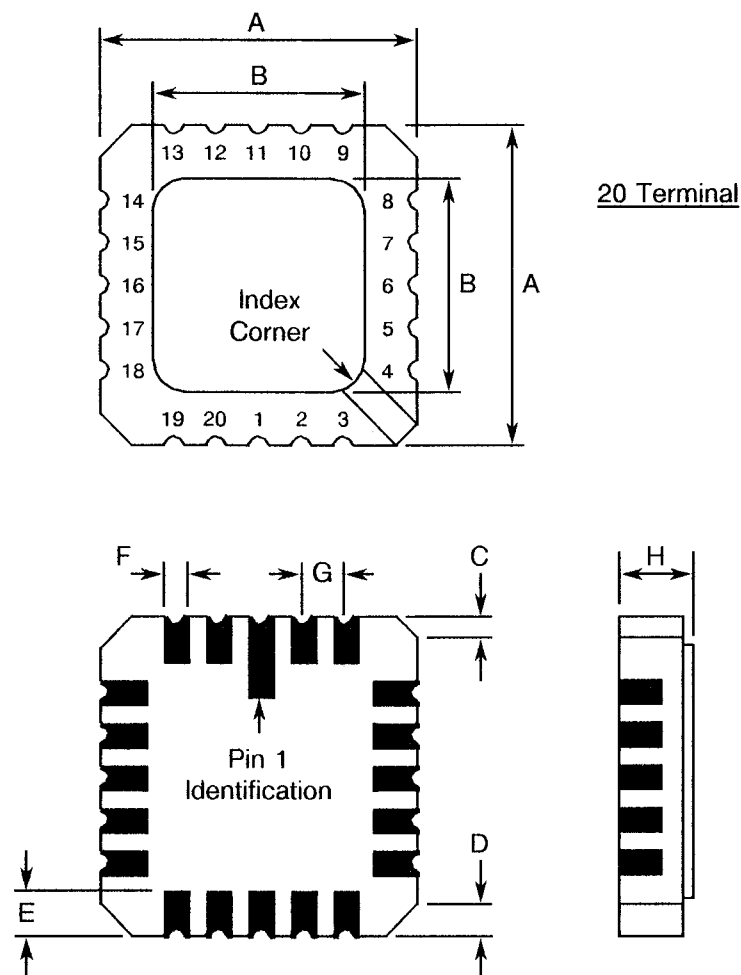 A
B
13 12 11 10 9
20 Terminal
14 8
15 7
16 6
B A
Index
Corner
17 5
18 4
19 20 1 2 3
F G C H
Pin 1
Identification
D
E